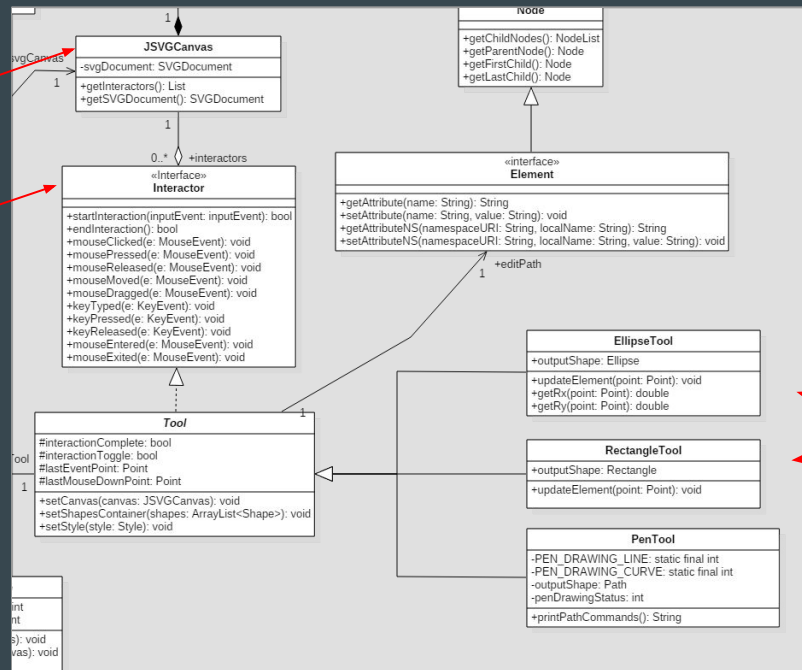 1
JSVGCanvas
-svgDocument: SVGDocument
+getInteractors(): List
+getSVGDocument(): SVGDocument
svgCanvas
1
1
0..*
+interactors
«Interface»
Interactor
+startInteraction(inputEvent: inputEvent): bool
+endInteraction(): bool
+mouseClicked(e: MouseEvent): void
+mousePressed(e: MouseEvent): void
+mouseReleased(e: MouseEvent): void
+mouseMoved(e: MouseEvent): void
+mouseDragged(e: MouseEvent): void
+keyTyped(e: KeyEvent): void
+keyPressed(e: KeyEvent): void
+keyReleased(e: KeyEvent): void
+mouseEntered(e: MouseEvent): void
+mouseExited(e: MouseEvent): void
Node
+getChildNodes(): NodeList
+getParentNode(): Node
+getFirstChild(): Node
+getLastChild(): Node
«interface»
Element
+getAttribute(name: String): String
+setAttribute(name: String, value: String): void
+getAttributeNS(namespaceURI: String, localName: String): String
+setAttributeNS(namespaceURI: String, localName: String, value: String): void
+editPath
1
1
Tool
#interactionComplete: bool
#interactionToggle: bool
#lastEventPoint: Point
#lastMouseDownPoint: Point
+setCanvas(canvas: JSVGCanvas): void
+setShapesContainer(shapes: ArrayList<Shape>): void
+setStyle(style: Style): void
Tool
1
EllipseTool
+outputShape: Ellipse
+updateElement(point: Point): void
+getRx(point: Point): double
+getRy(point: Point): double
RectangleTool
+outputShape: Rectangle
+updateElement(point: Point): void
PenTool
-PEN_DRAWING_LINE: static final int
-PEN_DRAWING_CURVE: static final int
-outputShape: Path
-penDrawingStatus: int
+printPathCommands(): String
int
nt
s): void
vas): void